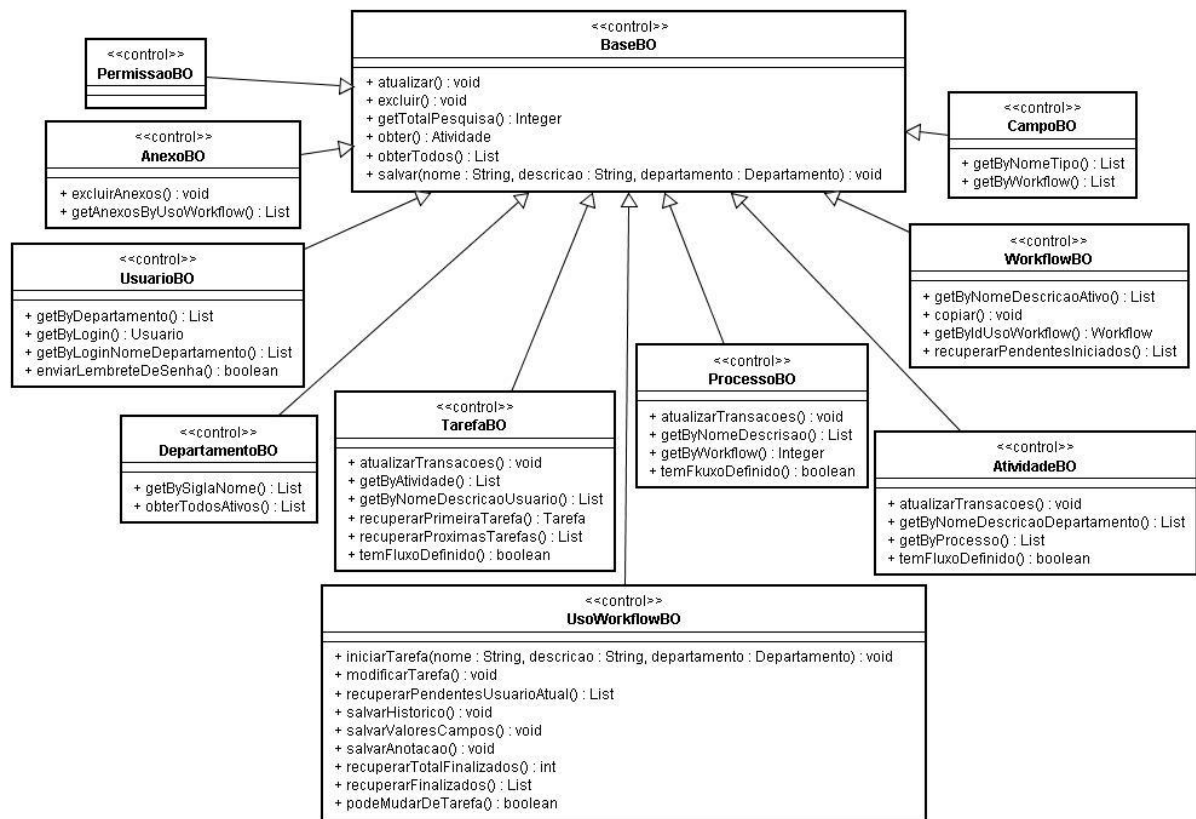 <<control>>
BaseBO
+ atualizar() : void
+ excluir() : void
+ getTotalPesquisa() : Integer
+ obter() : Atividade
+ obterTodos() : List
+ salvar(nome : String, descricao : String, departamento : Departamento) : void
<<control>>
PermissaoBO
<<control>>
AnexoBO
+ excluirAnexos() : void
+ getAnexosByUsoWorkflow() : List
<<control>>
CampoBO
+ getByNomeTipo() : List
+ getByWorkflow() : List
<<control>>
UsuarioBO
+ getByDepartamento() : List
+ getByLogin() : Usuario
+ getByLoginNomeDepartamento() : List
+ enviarLembreteDeSenha() : boolean
<<control>>
WorkflowBO
+ getByNomeDescricaoAtivo() : List
+ copiar() : void
+ getByIdUsoWorkflow() : Workflow
+ recuperarPendentesIniciados() : List
<<control>>
DepartamentoBO
+ getBySiglaNome() : List
+ obterTodosAtivos() : List
<<control>>
TarefaBO
+ atualizarTransacoes() : void
+ getByAtividade() : List
+ getByNomeDescricaoUsuario() : List
+ recuperarPrimeiraTarefa() : Tarefa
+ recuperarProximasTarefas() : List
+ temFluxoDefinido() : boolean
<<control>>
ProcessoBO
+ atualizarTransacoes() : void
+ getByNomeDescrisao() : List
+ getByWorkflow() : Integer
+ temFkuxoDefinido() : boolean
<<control>>
AtividadeBO
+ atualizarTransacoes() : void
+ getByNomeDescricaoDepartamento() : List
+ getByProcesso() : List
+ temFluxoDefinido() : boolean
<<control>>
UsoWorkflowBO
+ iniciarTarefa(nome : String, descricao : String, departamento : Departamento) : void
+ modificarTarefa() : void
+ recuperarPendentesUsuarioAtual() : List
+ salvarHistorico() : void
+ salvarValoresCampos() : void
+ salvarAnotacao() : void
+ recuperarTotalFinalizados() : int
+ recuperarFinalizados() : List
+ podeMudarDeTarefa() : boolean